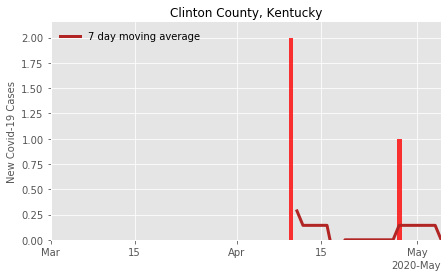 Clinton County, Kentucky
7 day moving average
New Covid-19 Cases
2.00
1.75
1.50
1.25
1.00
0.75
0.50
0.25
0.00
Mar 15 Apr 15 May
2020-May